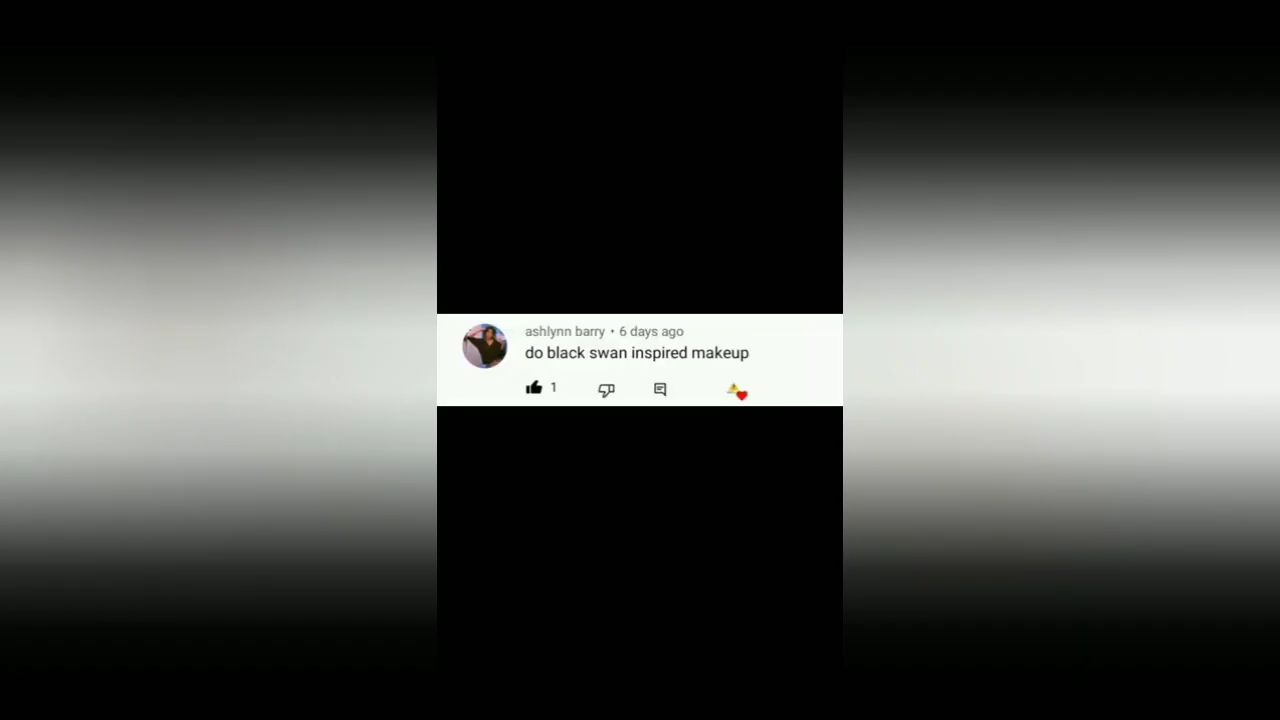 ashlynn barry • 6 days ago
do black swan inspired makeup
1